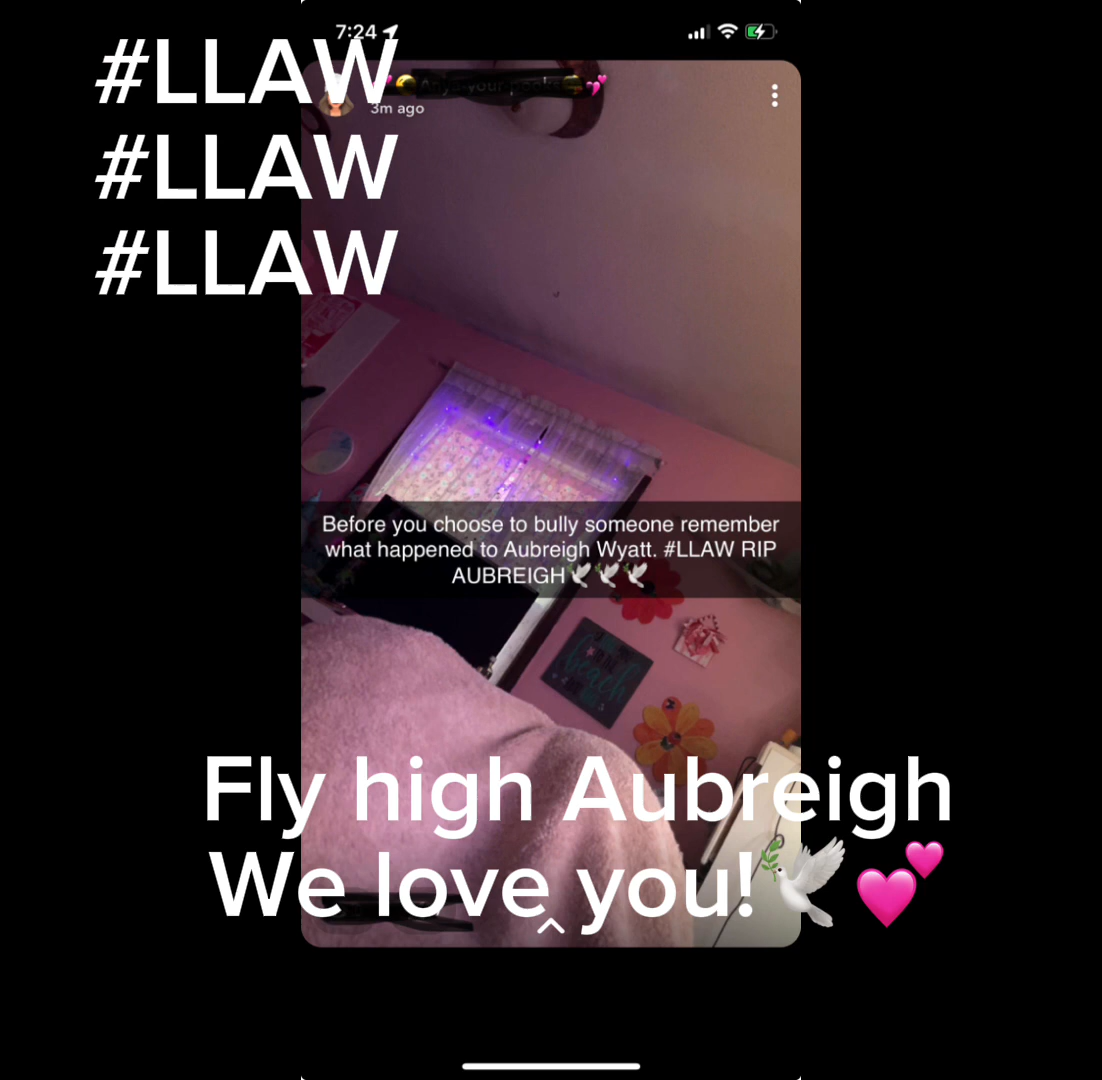 7:24
#LLAW
3m ago
#LLAW
#LLAW
Before you choose to bully someone remember
what happened to Aubreigh Wyatt. #LLAW RIP
AUBREIGH🕊️🕊️🕊️
beach
Fly high Aubreigh
We love you!🕊️💕